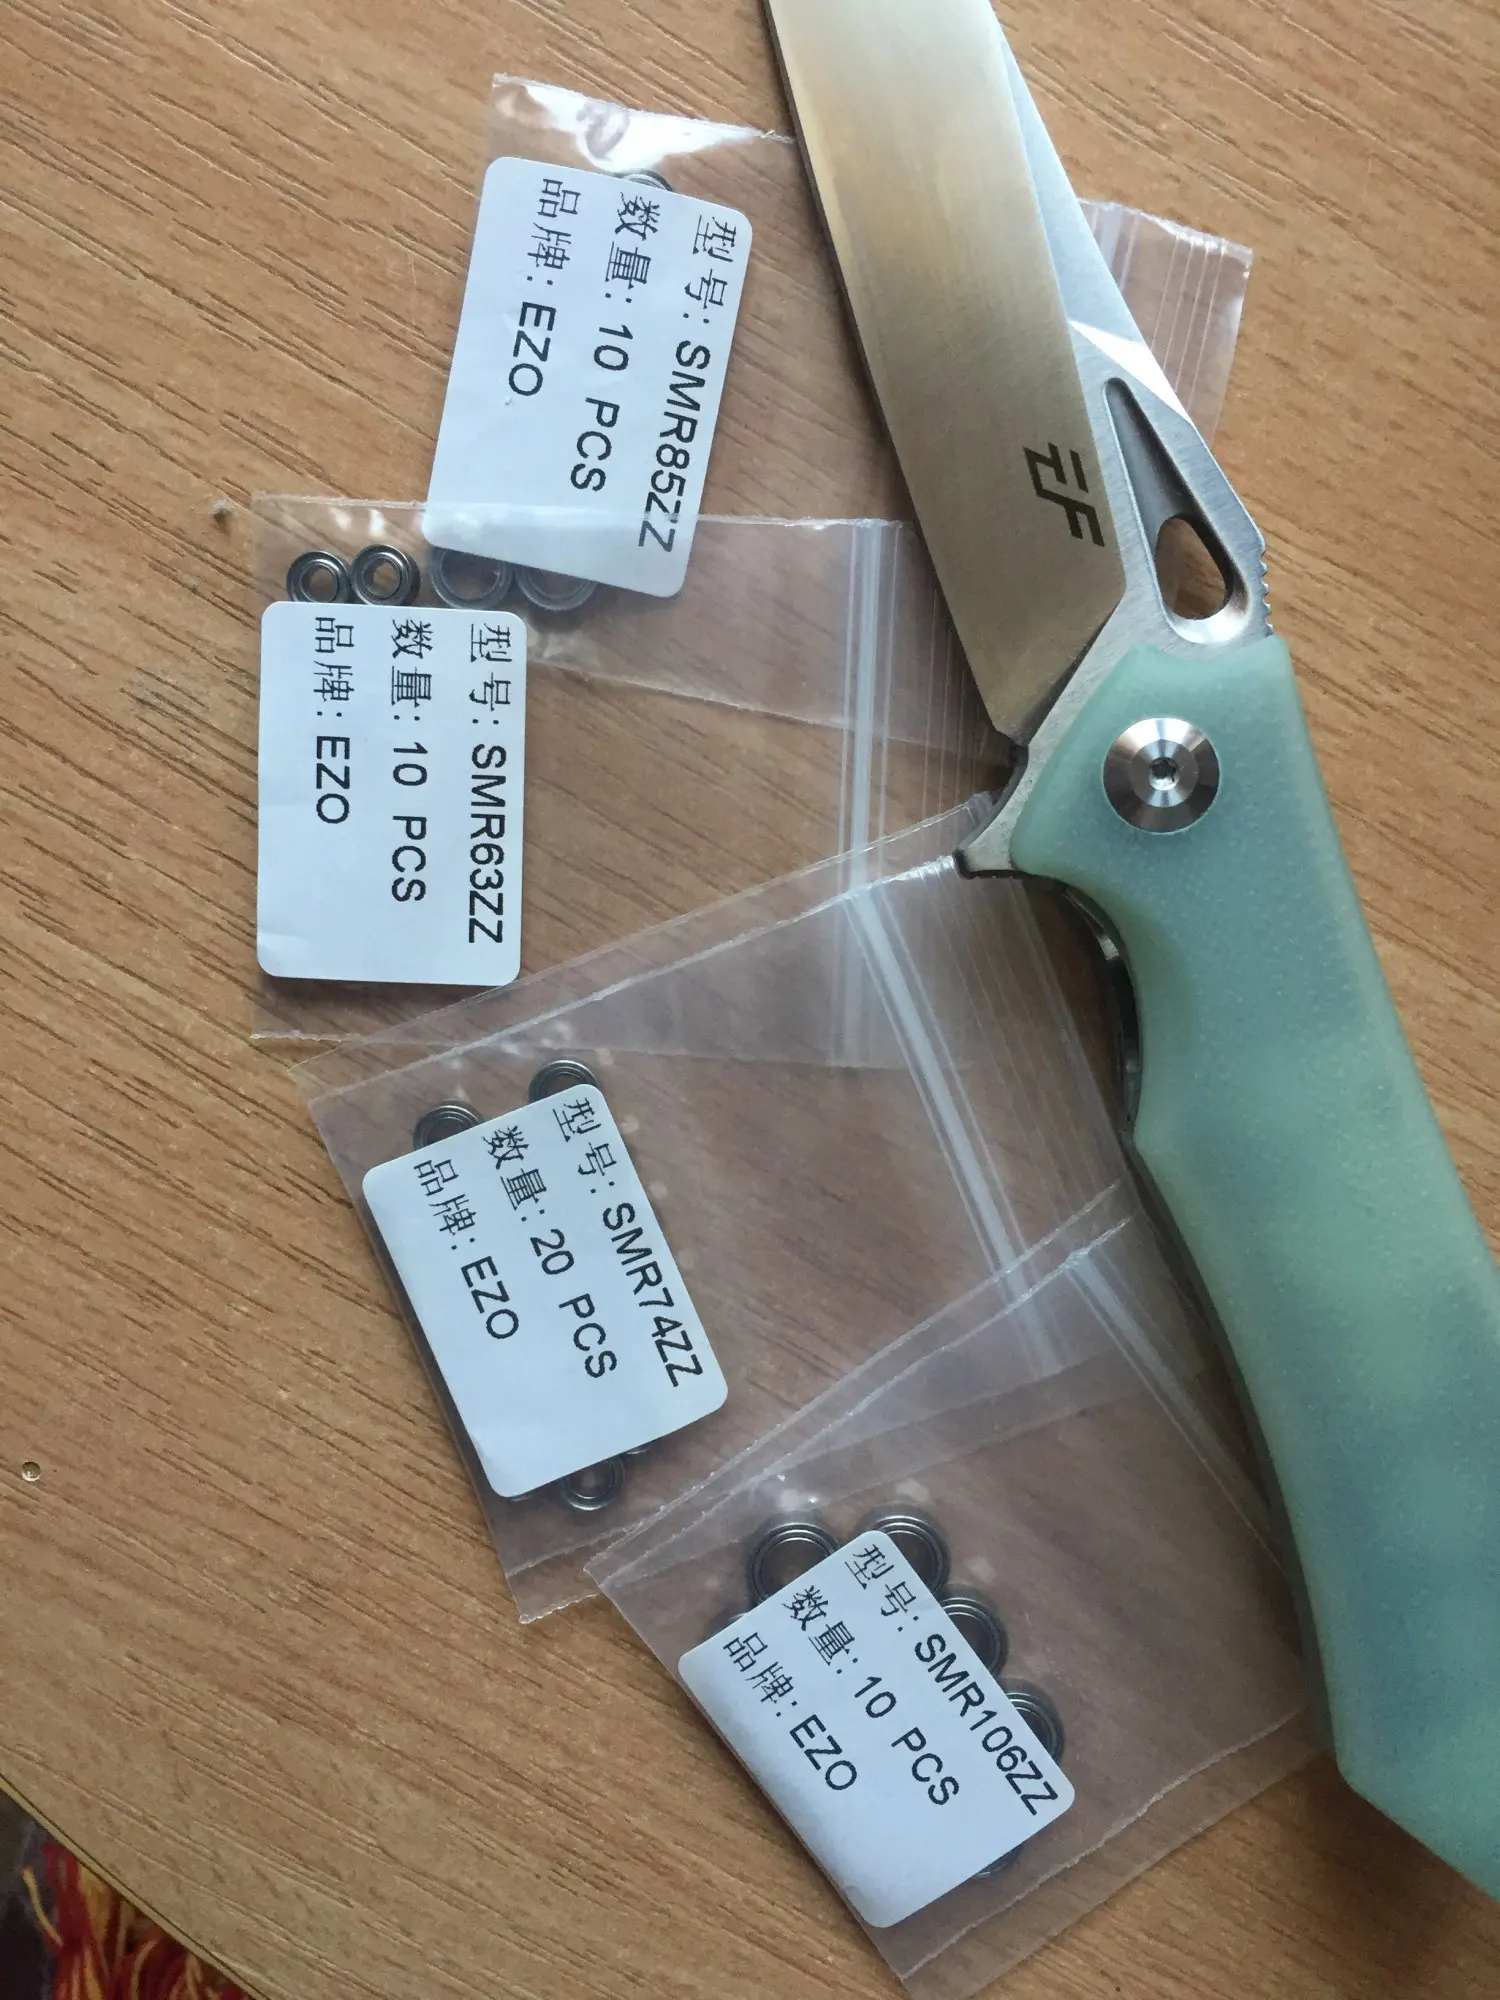 型号: SMR85ZZ
数量: 10 PCS
品牌: EZO
型号: SMR63ZZ
数量: 10 PCS
品牌: EZO
型号: SMR74ZZ
数量: 20 PCS
品牌: EZO
型号: SMR106ZZ
数量: 10 PCS
品牌: EZO
EF